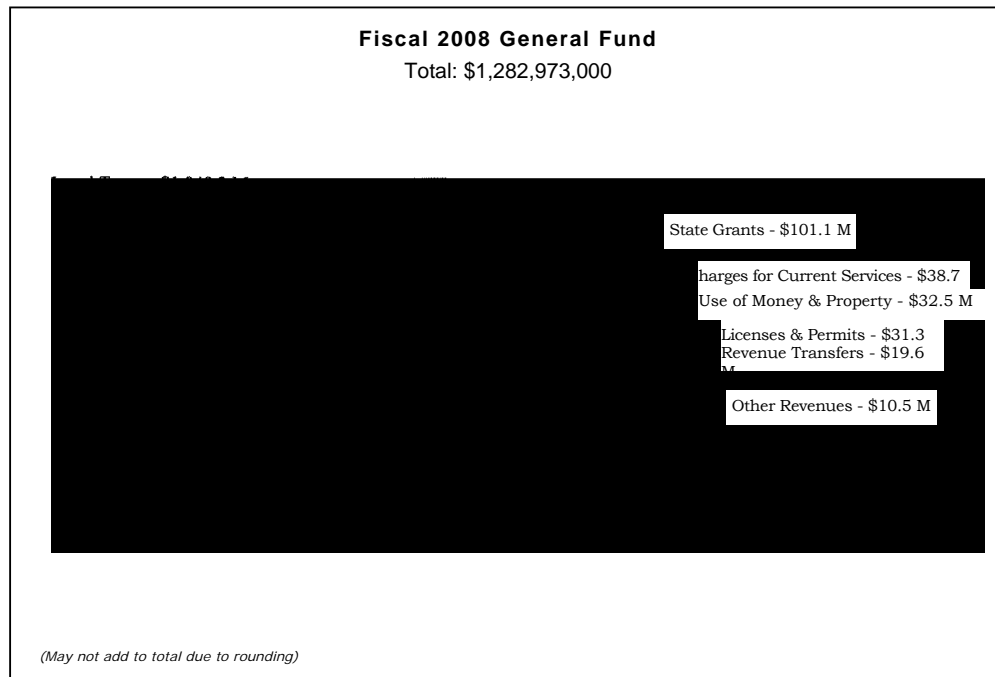 Fiscal 2008 General Fund
Total: $1,282,973,000
State Grants - $101.1 M
harges for Current Services - $38.7
Use of Money & Property - $32.5 M
Licenses & Permits - $31.3
Revenue Transfers - $19.6
Other Revenues - $10.5 M
(May not add to total due to rounding)